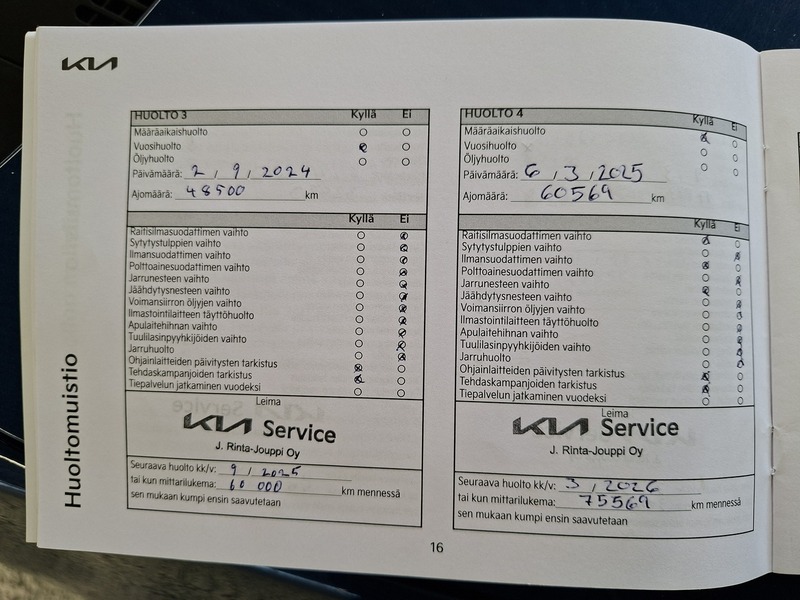 KIA
Huoltomuistio
HUOLTO 3 Kyllä Ei
Määräaikaishuolto
Vuosihuolto
Öljyhuolto
Päivämäärä: 2 , 9 , 2024
Ajomäärä: 48500 km
Kyllä Ei
Raitisilmasuodattimen vaihto
Sytytystulppien vaihto
Ilmansuodattimen vaihto
Polttoainesuodattimen vaihto
Jarrunesteen vaihto
Jäähdytysnesteen vaihto
Voimansiirron öljyjen vaihto
Ilmastointilaitteen täyttöhuolto
Apulaitehihnan vaihto
Tuulilasinpyyhkijöiden vaihto
Jarruhuolto
Ohjainlaitteiden päivitysten tarkistus
Tehdaskampanjoiden tarkistus
Tiepalvelun jatkaminen vuodeksi
Leima
KIA Service
J. Rinta-Jouppi Oy
Seuraava huolto kk/v: 9 / 2025
tai kun mittarilukema: 60 000 km mennessä
sen mukaan kumpi ensin saavutetaan
HUOLTO 4 Kyllä Ei
Määräaikaishuolto
Vuosihuolto
Öljyhuolto
Päivämäärä: 6 , 3 , 2025
Ajomäärä: 60569 km
Kyllä Ei
Raitisilmasuodattimen vaihto
Sytytystulppien vaihto
Ilmansuodattimen vaihto
Polttoainesuodattimen vaihto
Jarrunesteen vaihto
Jäähdytysnesteen vaihto
Voimansiirron öljyjen vaihto
Ilmastointilaitteen täyttöhuolto
Apulaitehihnan vaihto
Tuulilasinpyyhkijöiden vaihto
Jarruhuolto
Ohjainlaitteiden päivitysten tarkistus
Tehdaskampanjoiden tarkistus
Tiepalvelun jatkaminen vuodeksi
Leima
KIA Service
J. Rinta-Jouppi Oy
Seuraava huolto kk/v: 3 , 2026
tai kun mittarilukema: 75569 km mennessä
sen mukaan kumpi ensin saavutetaan
16